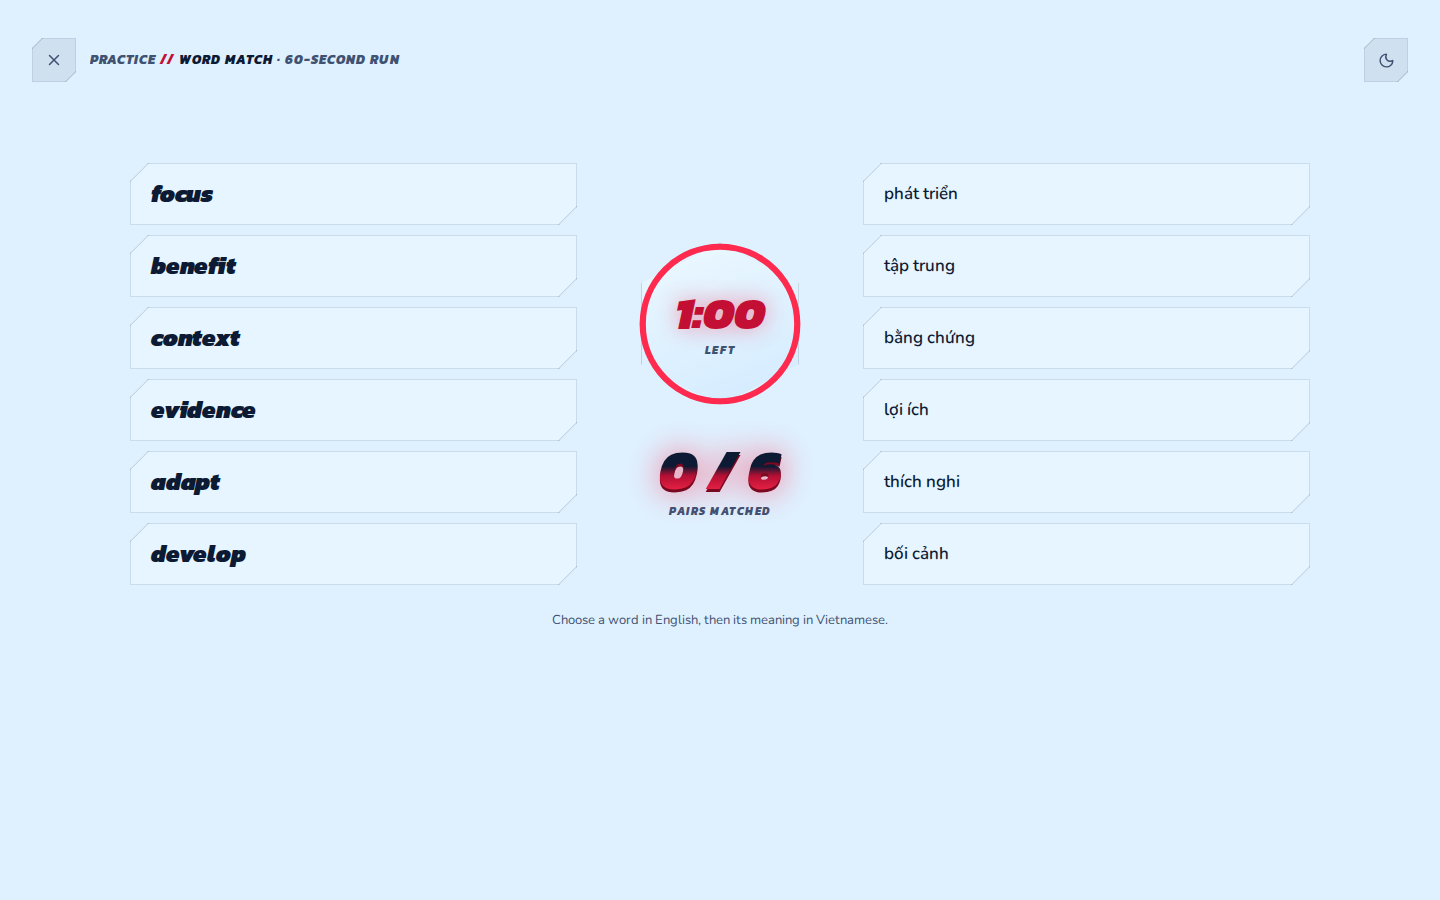 PRACTICE // WORD MATCH · 60-SECOND RUN
focus
benefit
context
evidence
adapt
develop
1:00
LEFT
0 / 6
PAIRS MATCHED
phát triển
tập trung
bằng chứng
lợi ích
thích nghi
bối cảnh
Choose a word in English, then its meaning in Vietnamese.